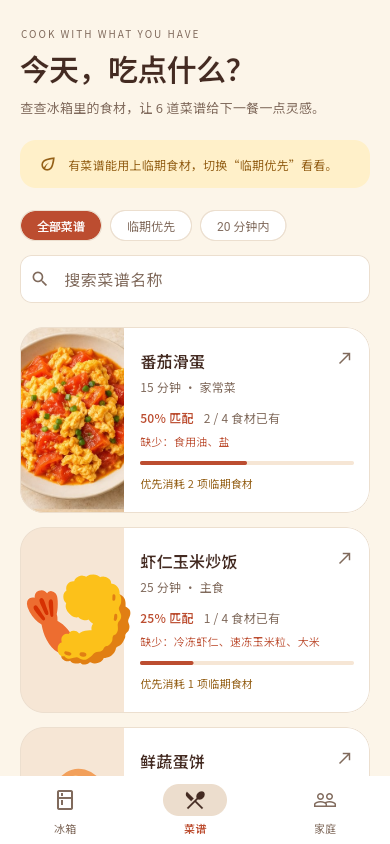 COOK WITH WHAT YOU HAVE
今天，吃点什么？
查查冰箱里的食材，让 6 道菜谱给下一餐一点灵感。
有菜谱能用上临期食材，切换“临期优先”看看。
全部菜谱
临期优先
20 分钟内
搜索菜谱名称
番茄滑蛋
15 分钟 · 家常菜
50% 匹配 2 / 4 食材已有
缺少：食用油、盐
优先消耗 2 项临期食材
虾仁玉米炒饭
25 分钟 · 主食
25% 匹配 1 / 4 食材已有
缺少：冷冻虾仁、速冻玉米粒、大米
优先消耗 1 项临期食材
鲜蔬蛋饼
冰箱
菜谱
家庭